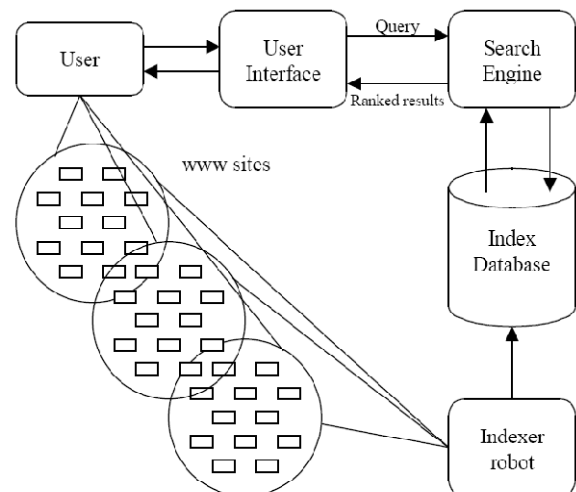 User
User
Interface
Query
Ranked results
Search
Engine
www sites
Index
Database
Indexer
robot